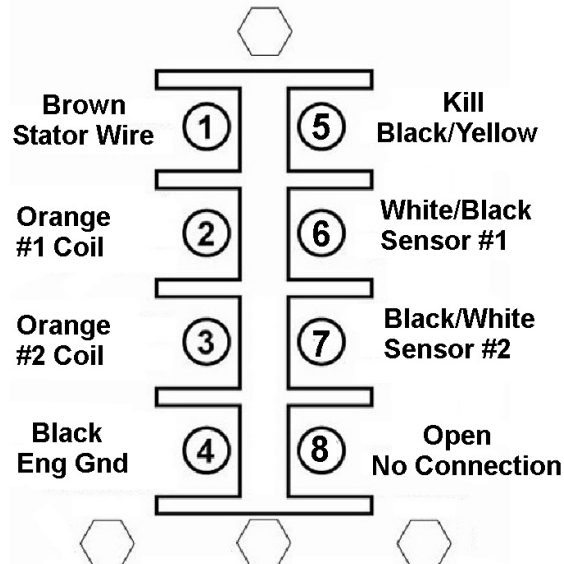 Brown
Stator Wire
1
5
Kill
Black/Yellow
Orange
#1 Coil
2
6
White/Black
Sensor #1
Orange
#2 Coil
3
7
Black/White
Sensor #2
Black
Eng Gnd
4
8
Open
No Connection